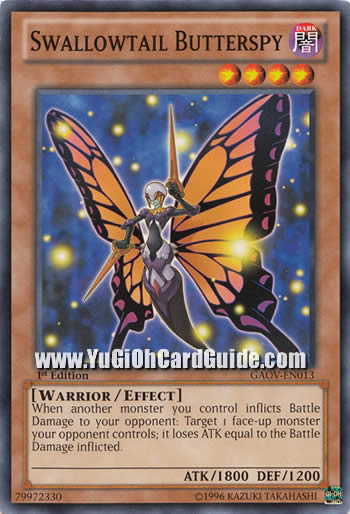 SWALLOWTAIL BUTTERSPY
DARK
闇
www.YuGiOhCardGuide.com
1st Edition
GAOV-EN013
[WARRIOR/EFFECT]
When another monster you control inflicts Battle
Damage to your opponent: Target 1 face-up monster
your opponent controls; it loses ATK equal to the Battle
Damage inflicted.
ATK/1800 DEF/1200
79972330
©1996 KAZUKI TAKAHASHI